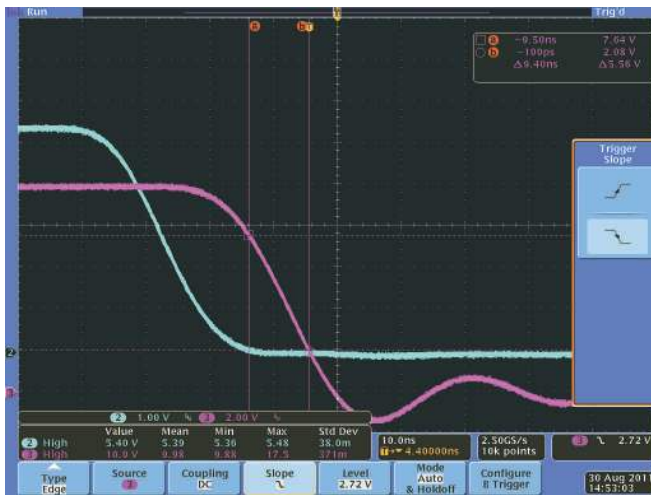 Run Trig'd
a b T
a −9.50ns 7.64 V
b −100ps 2.08 V
Δ9.40ns Δ5.56 V
Trigger
Slope
2
3
2 1.00 V 3 2.00 V
Value Mean Min Max Std Dev
2 High 5.40 V 5.39 5.36 5.48 38.0m
3 High 10.0 V 9.98 9.88 17.5 371m
10.0ns
T→▼ 4.40000ns
2.50GS/s
10k points
3 2.72 V
Type
Edge
Source
3
Coupling
DC
Slope
Level
2.72 V
Mode
Auto
& Holdoff
Configure
B Trigger
30 Aug 201
14:53:03